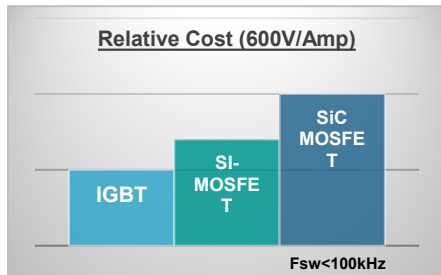 Relative Cost (600V/Amp)
IGBT
SI-
MOSFE
T
SiC
MOSFE
T
Fsw<100kHz